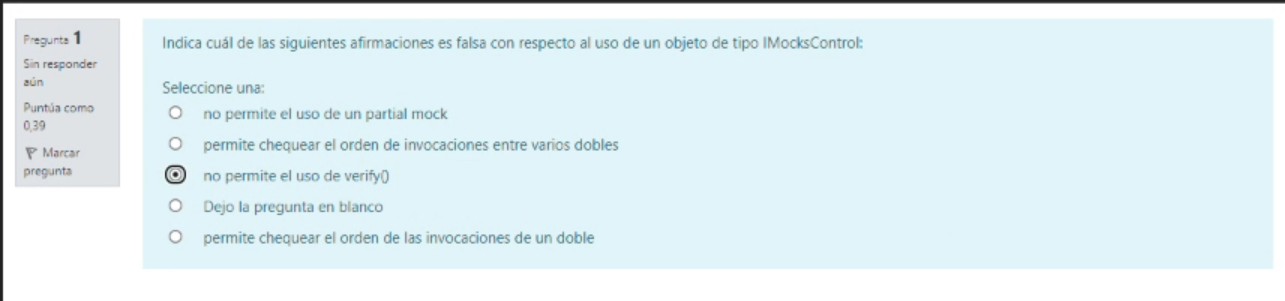 Pregunta 1
Sin responder
aún
Puntúa como
0,39
Marcar
pregunta
Indica cuál de las siguientes afirmaciones es falsa con respecto al uso de un objeto de tipo IMocksControl:
Seleccione una:
no permite el uso de un partial mock
permite chequear el orden de invocaciones entre varios dobles
no permite el uso de verify()
Dejo la pregunta en blanco
permite chequear el orden de las invocaciones de un doble